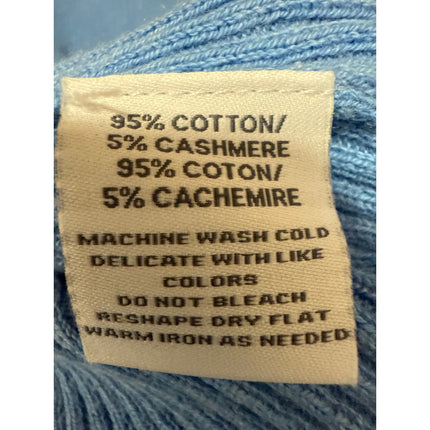 95% COTTON/
5% CASHMERE
95% COTON/
5% CACHEMIRE
MACHINE WASH COLD
DELICATE WITH LIKE
COLORS
DO NOT BLEACH
RESHAPE DRY FLAT
WARM IRON AS NEEDED